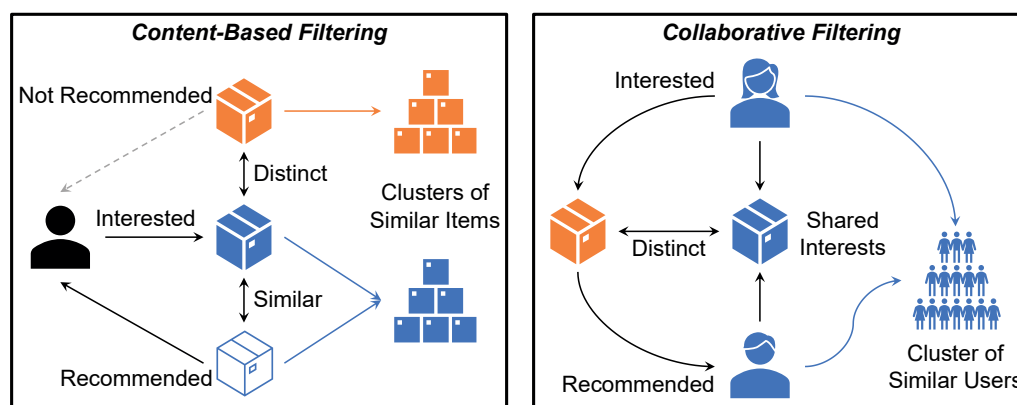 Content-Based Filtering
Not Recommended
Distinct
Clusters of
Similar Items
Interested
Similar
Recommended
Collaborative Filtering
Interested
Distinct
Shared
Interests
Recommended
Cluster of
Similar Users